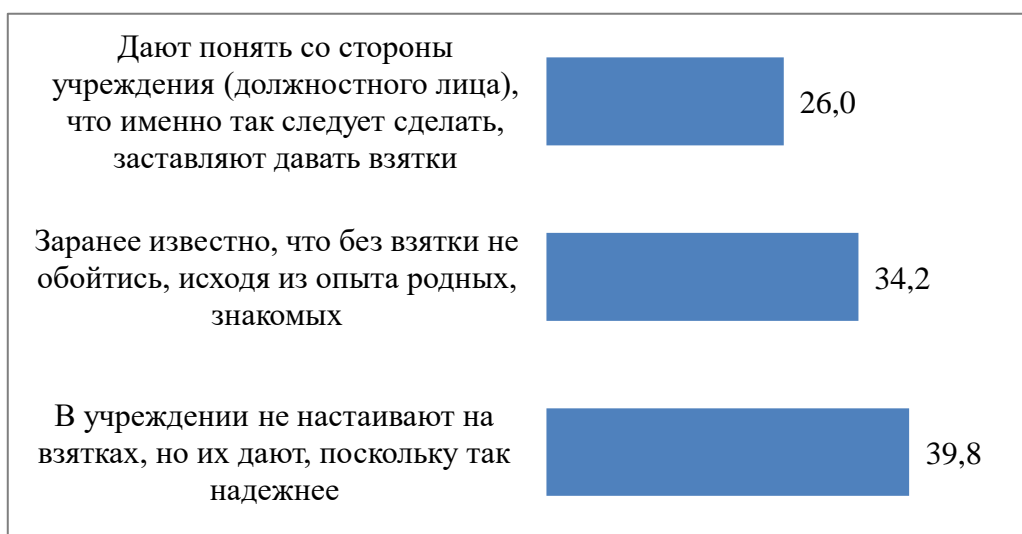 Дают понять со стороны
учреждения (должностного лица),
что именно так следует сделать,
заставляют давать взятки
26,0
Заранее известно, что без взятки не
обойтись, исходя из опыта родных,
знакомых
34,2
В учреждении не настаивают на
взятках, но их дают, поскольку так
надежнее
39,8